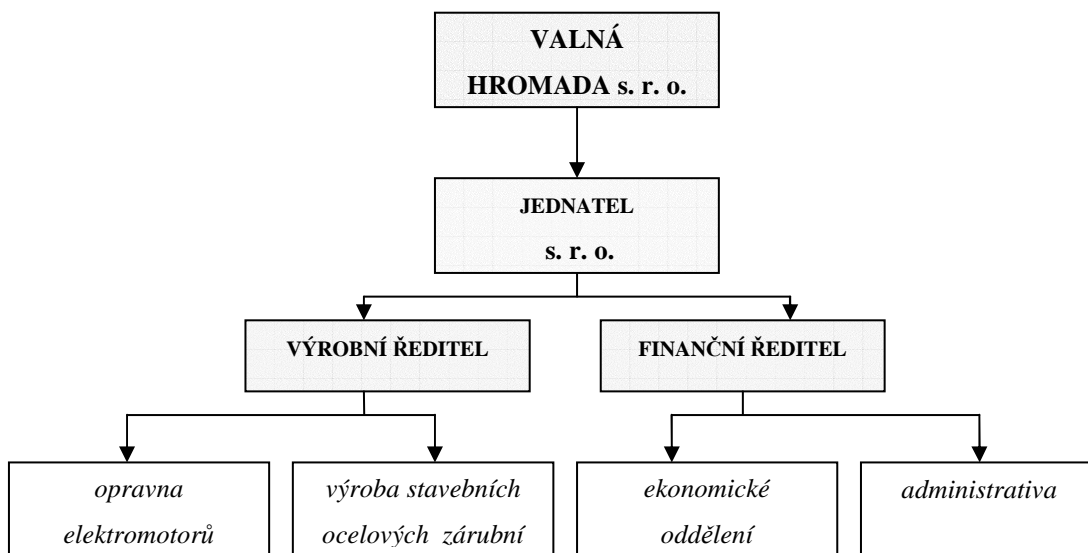 VALNÁ
HROMADA s. r. o.
JEDNATEL
s. r. o.
VÝROBNÍ ŘEDITEL
FINANČNÍ ŘEDITEL
opravna
elektromotorů
výroba stavebních
ocelových zárubní
ekonomické
oddělení
administrativa